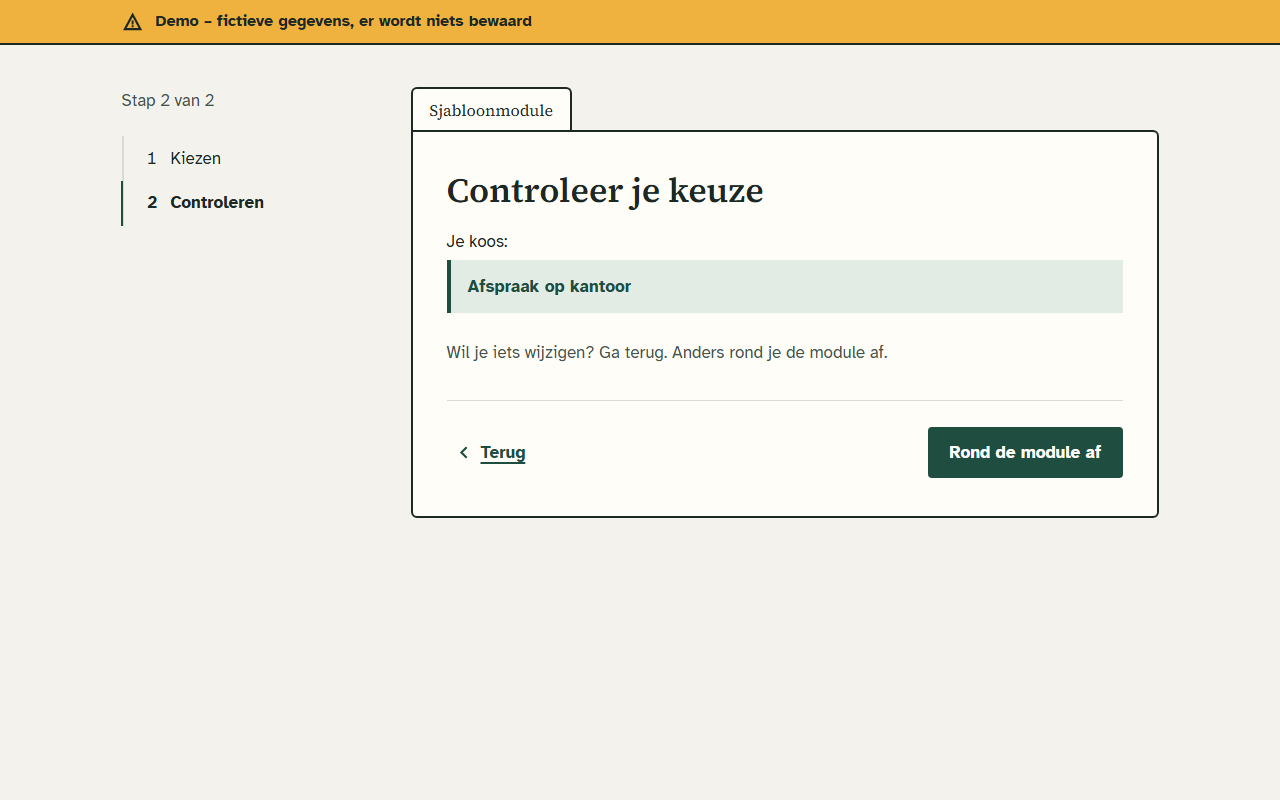 Demo – fictieve gegevens, er wordt niets bewaard
Stap 2 van 2
1 Kiezen
2 Controleren
Sjabloonmodule
Controleer je keuze
Je koos:
Afspraak op kantoor
Wil je iets wijzigen? Ga terug. Anders rond je de module af.
Terug
Rond de module af